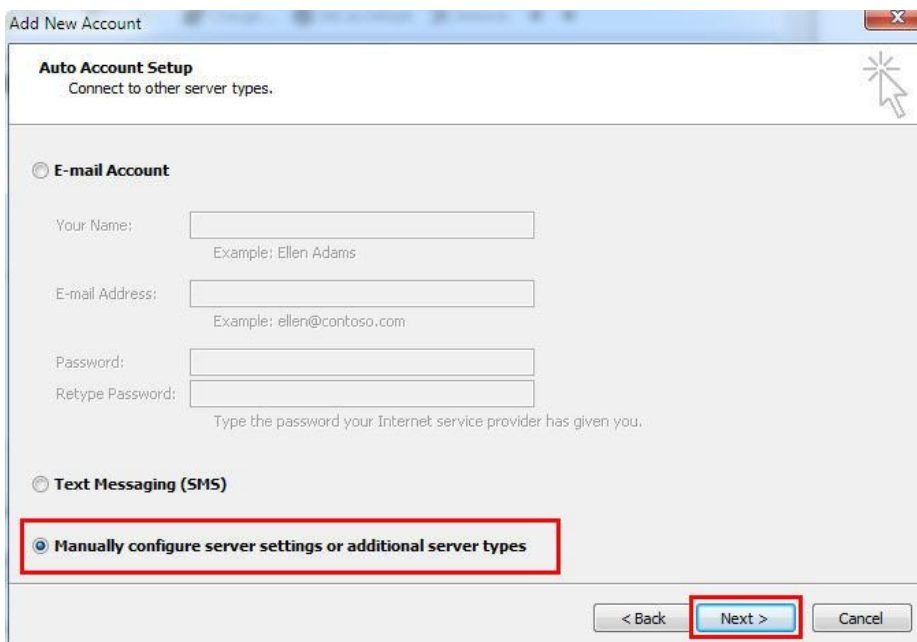 Add New Account
Auto Account Setup
Connect to other server types.
E-mail Account
Your Name:
Example: Ellen Adams
E-mail Address:
Example: ellen@contoso.com
Password:
Retype Password:
Type the password your Internet service provider has given you.
Text Messaging (SMS)
Manually configure server settings or additional server types
< Back Next > Cancel